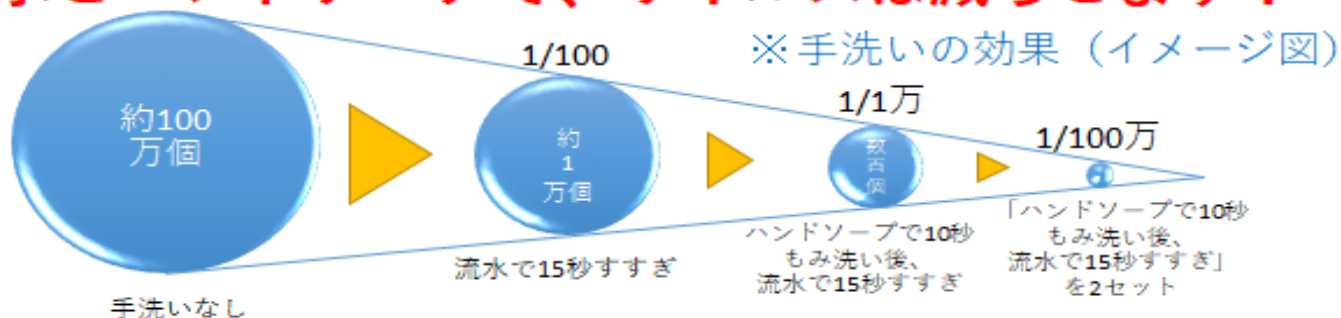 ※手洗いの効果（イメージ図）
1/100
1/1万
1/100万
約100
万個
約
1
万個
数
百
個
手洗いなし
流水で15秒すすぎ
ハンドソープで10秒
もみ洗い後、
流水で15秒すすぎ
「ハンドソープで10秒
もみ洗い後、
流水で15秒すすぎ」
を2セット